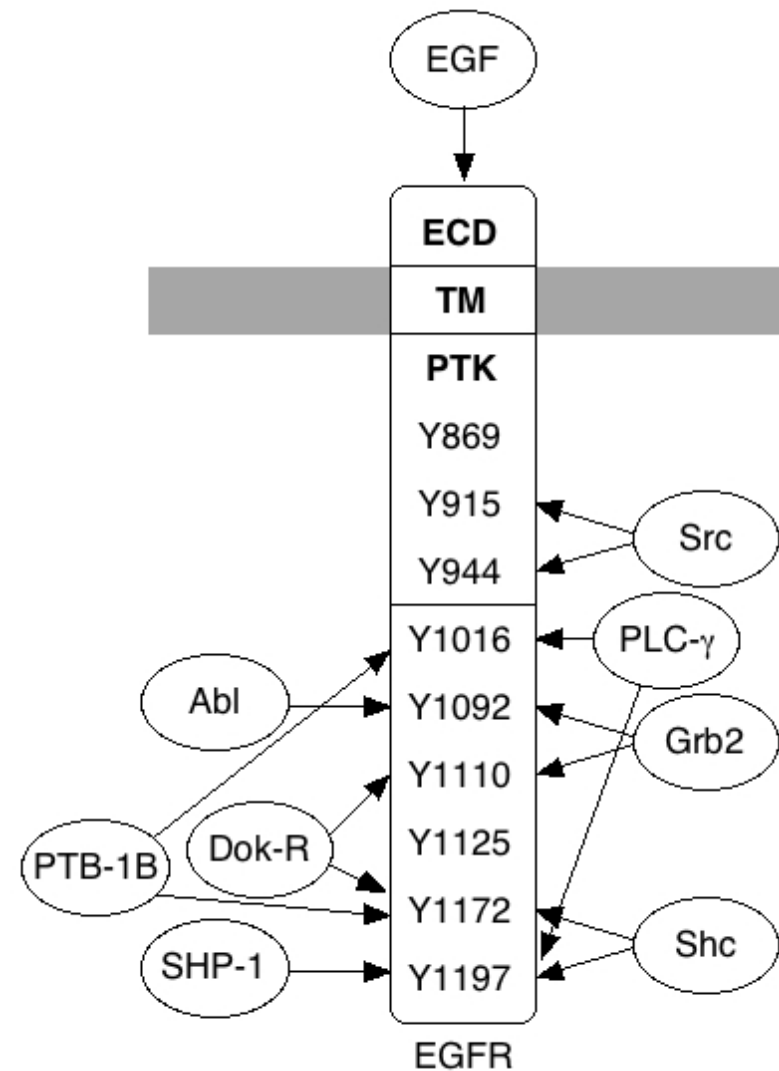 EGF
ECD
TM
PTK
Y869
Y915
Src
Y944
Y1016
PLC-γ
Abl
Y1092
Grb2
Y1110
Dok-R
Y1125
PTB-1B
Y1172
Shc
SHP-1
Y1197
EGFR